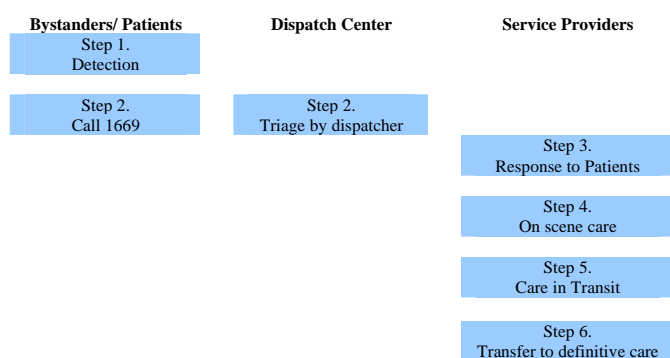 Bystanders/ Patients
Dispatch Center
Service Providers
Step 1.
Detection
Step 2.
Call 1669
Step 2.
Triage by dispatcher
Step 3.
Response to Patients
Step 4.
On scene care
Step 5.
Care in Transit
Step 6.
Transfer to definitive care